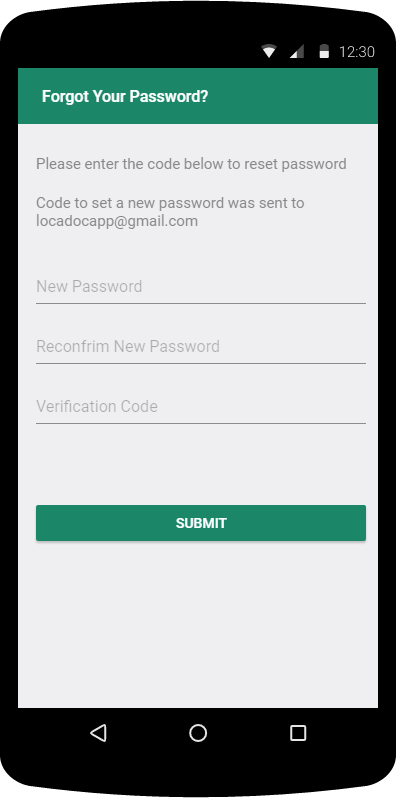 12:30
Forgot Your Password?
Please enter the code below to reset password
Code to set a new password was sent to
locadocapp@gmail.com
New Password
Reconfrim New Password
Verification Code
SUBMIT